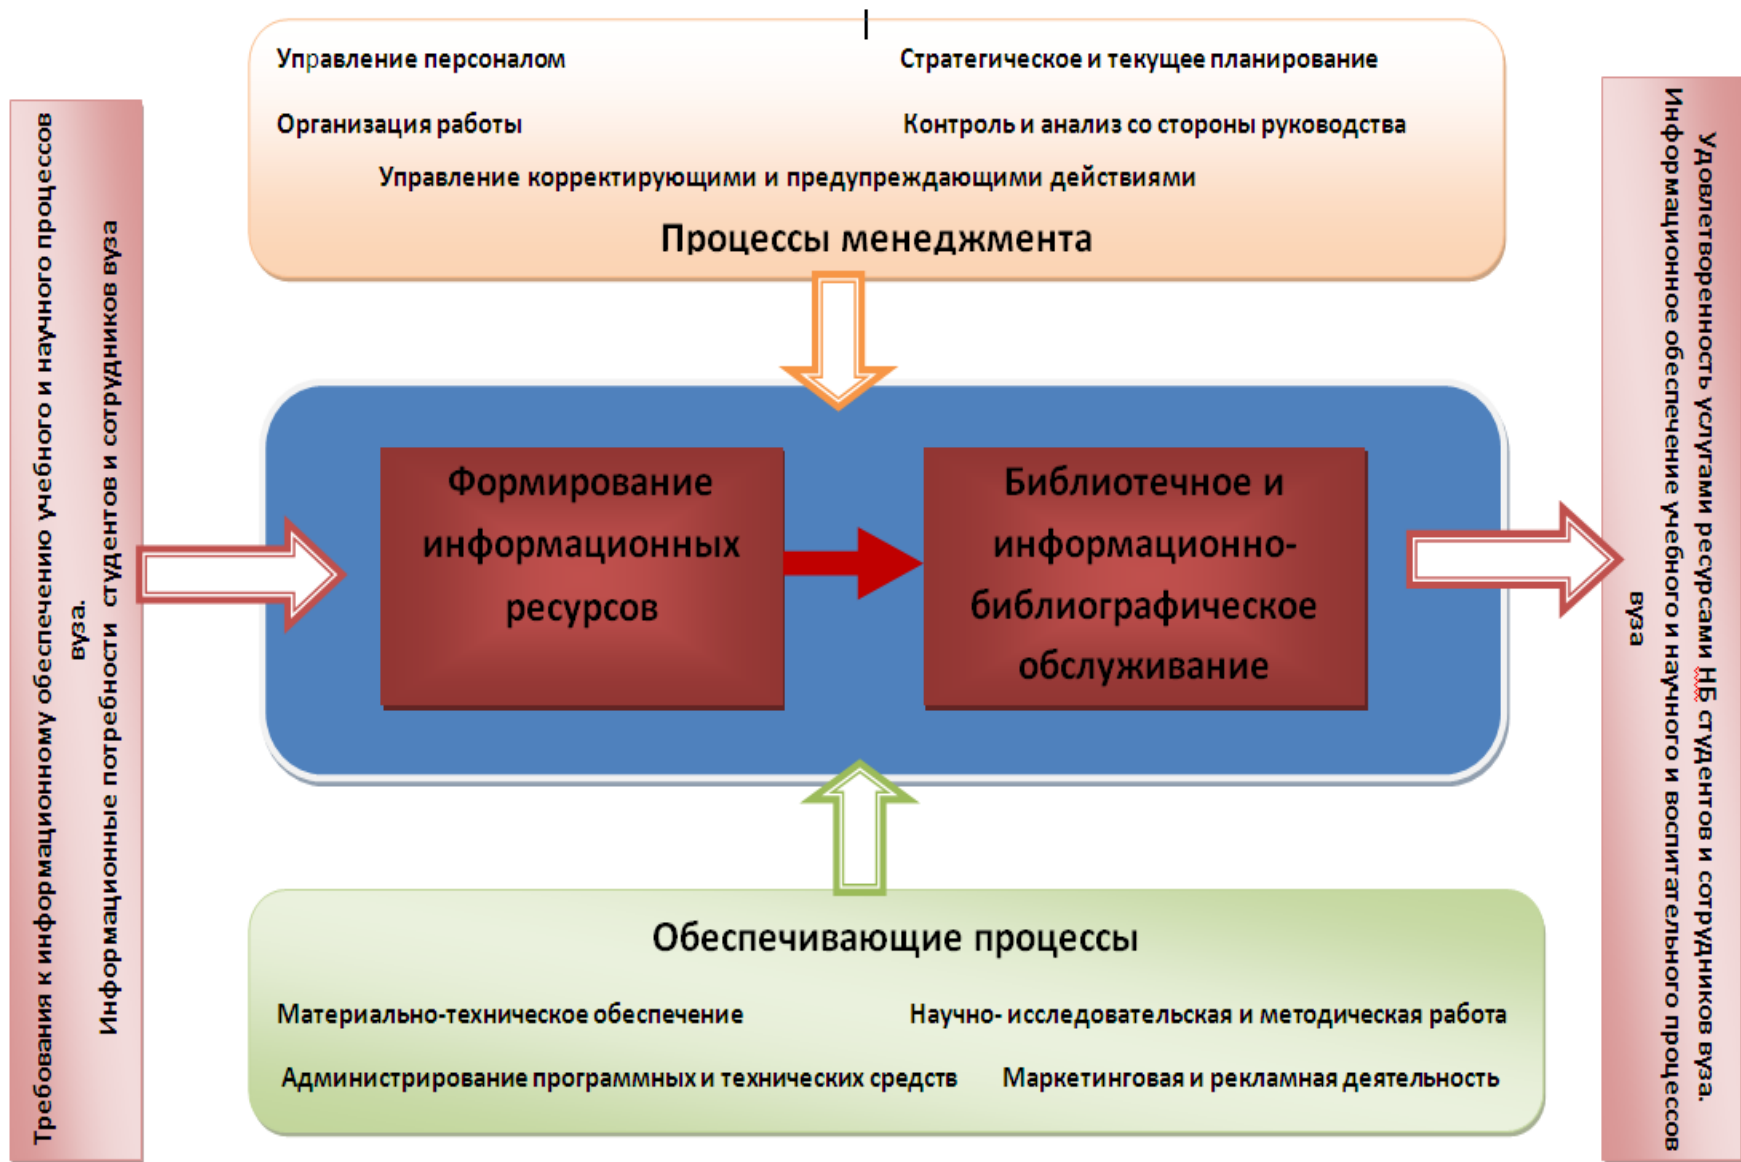 Управление персоналом
Стратегическое и текущее планирование
Организация работы
Контроль и анализ со стороны руководства
Управление корректирующими и предупреждающими действиями
Процессы менеджмента
Требования к информационному обеспечению учебного и научного процессов
вуза.
Информационные потребности студентов и сотрудников вуза
Формирование
информационных
ресурсов
Библиотечное и
информационно-
библиографическое
обслуживание
Удовлетворенность услугами ресурсами НБ студентов и сотрудников вуза.
Информационное обеспечение учебного и научного и воспитательного процессов
вуза
Обеспечивающие процессы
Материально-техническое обеспечение
Научно- исследовательская и методическая работа
Администрирование программных и технических средств
Маркетинговая и рекламная деятельность